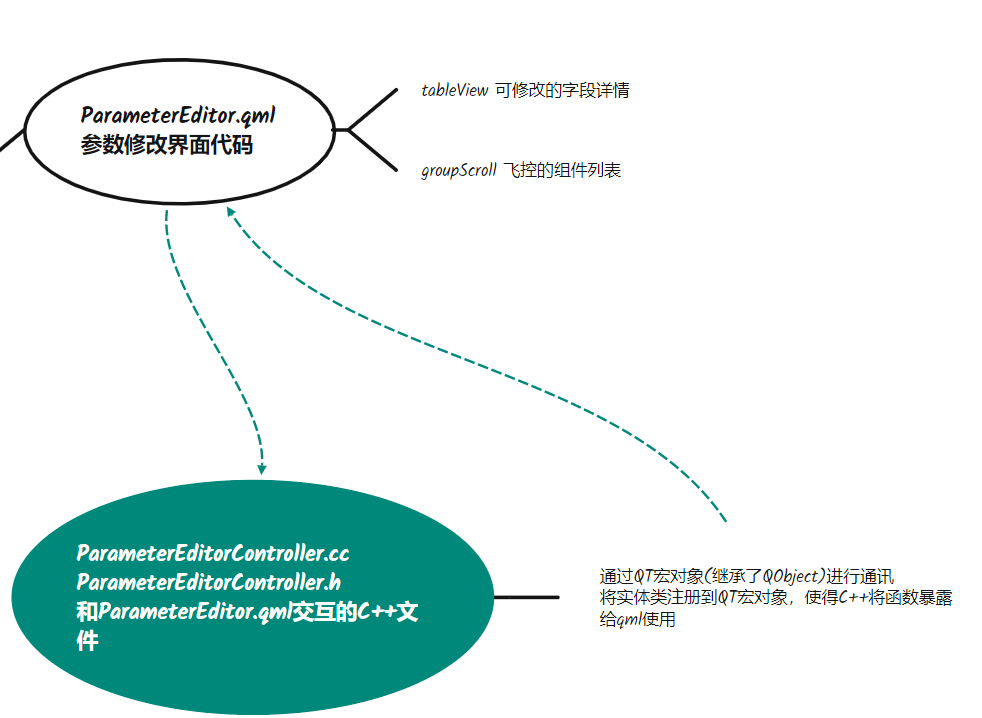 ParameterEditor.qml
参数修改界面代码
tableView 可修改的字段详情
groupScroll 飞控的组件列表
ParameterEditorController.cc
ParameterEditorController.h
和ParameterEditor.qml交互的C++文
件
通过QT宏对象(继承了QObject)进行通讯
将实体类注册到QT宏对象，使得C++将函数暴露
给qml使用